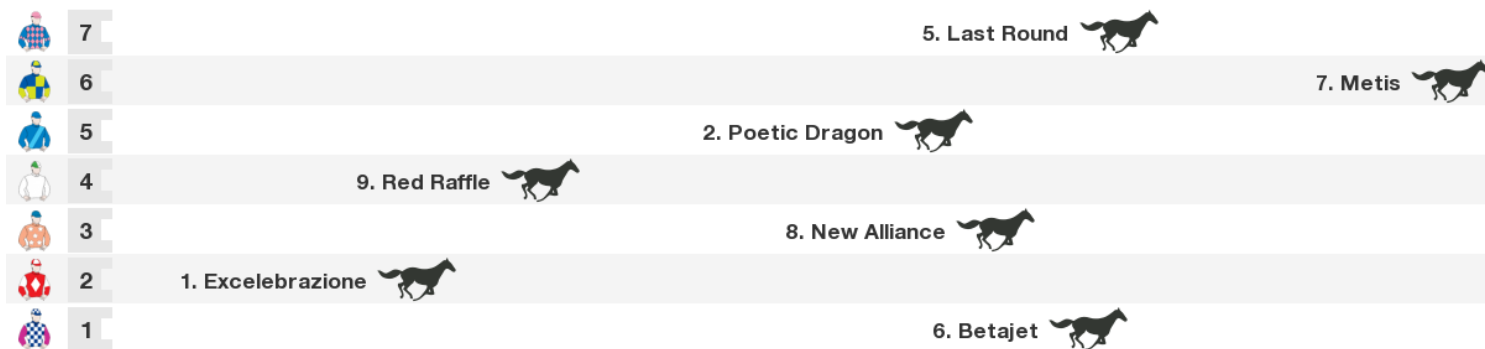 7 5. Last Round
6 7. Metis
5 2. Poetic Dragon
4 9. Red Raffle
3 8. New Alliance
2 1. Excelebrazione
1 6. Betajet